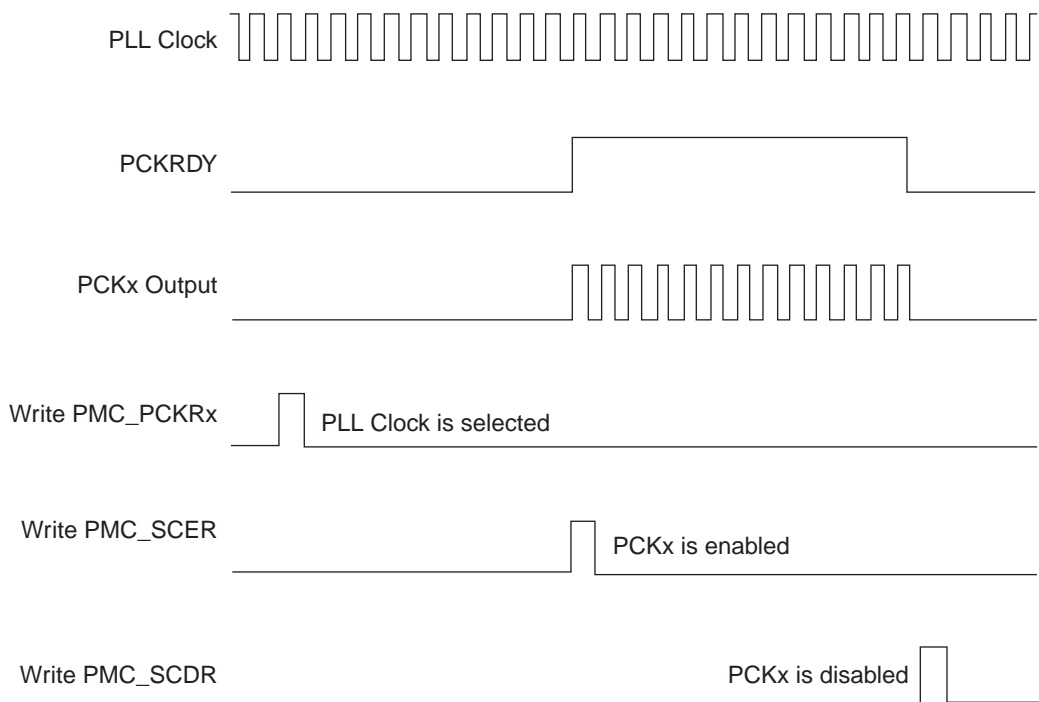 PLL Clock
PCKRDY
PCKx Output
Write PMC_PCKRx
PLL Clock is selected
Write PMC_SCER
PCKx is enabled
Write PMC_SCDR
PCKx is disabled